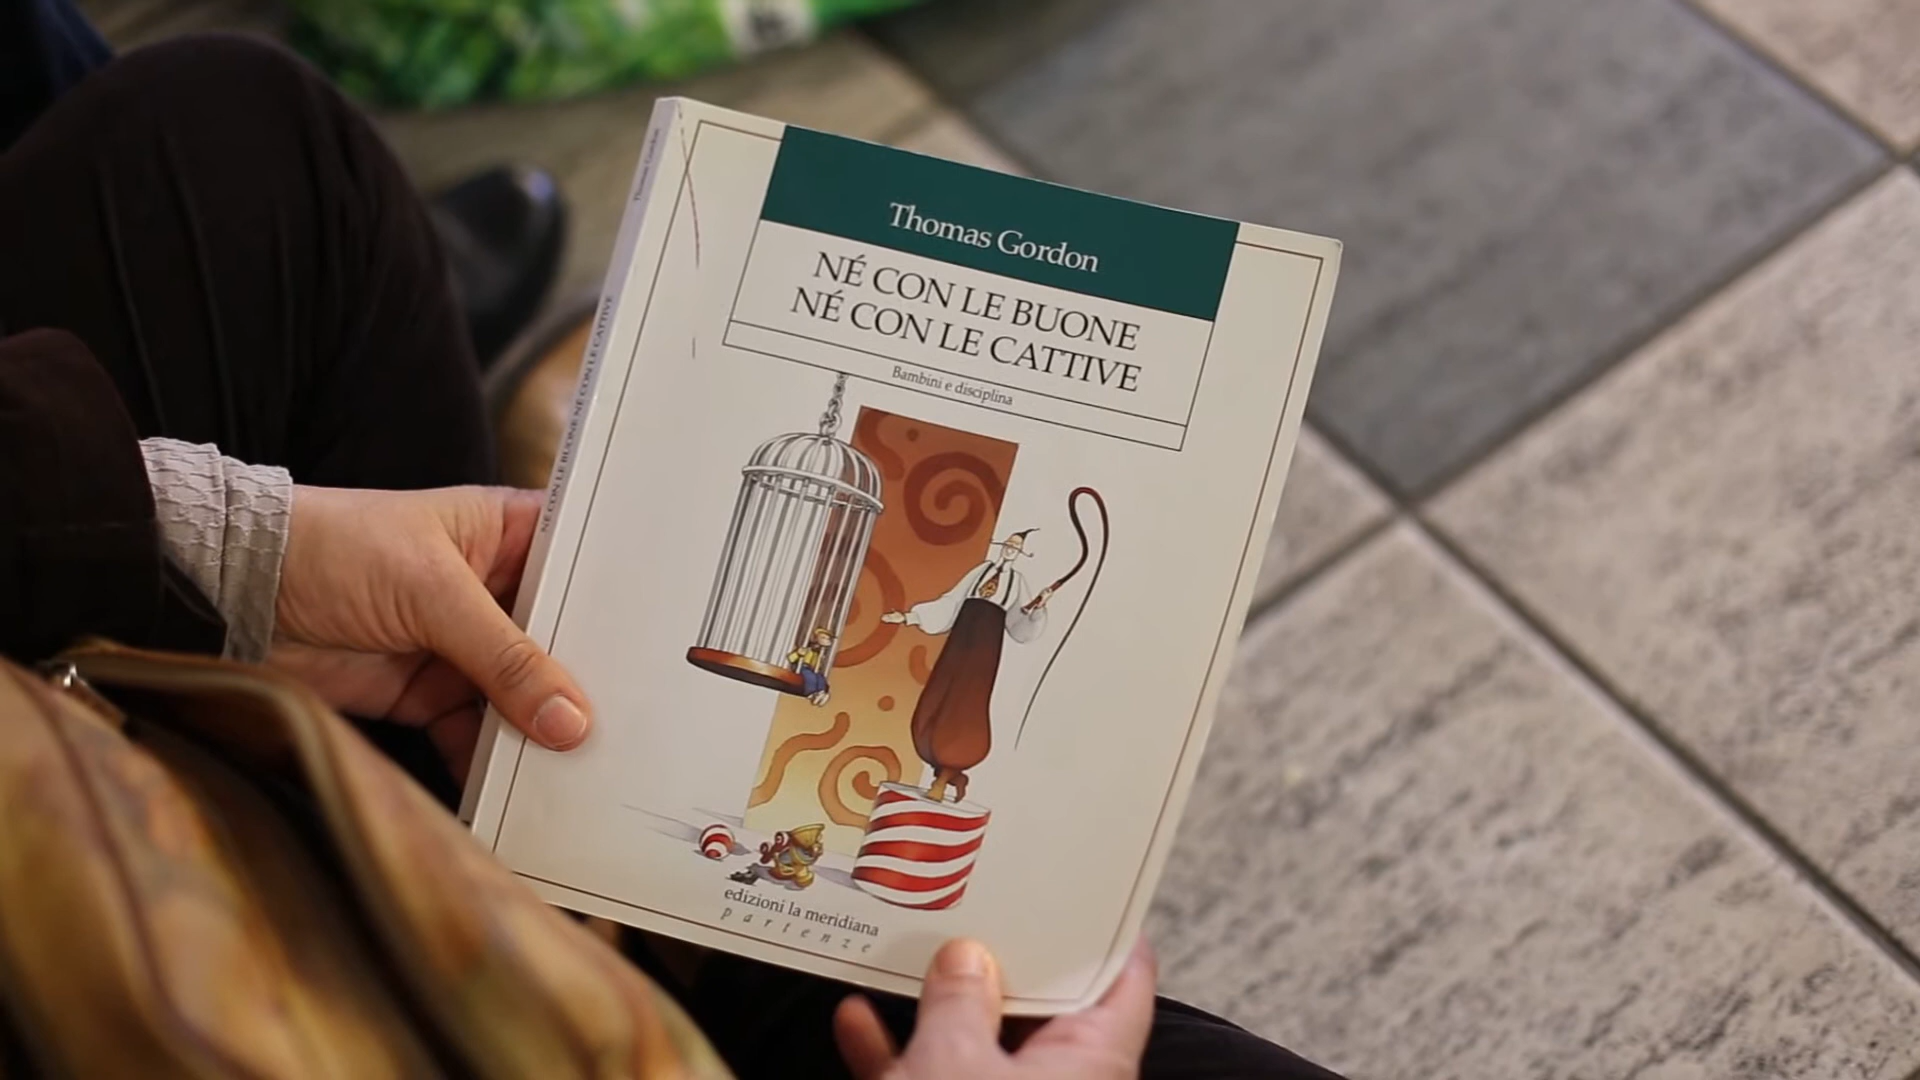 Thomas Gordon
NÉ CON LE BUONE
NÉ CON LE CATTIVE
Bambini e disciplina
edizioni la meridiana
partenze
Thomas Gordon
NÉ CON LE BUONE NÉ CON LE CATTIVE